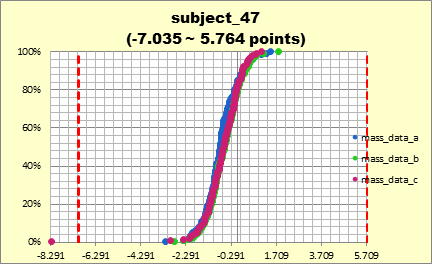 subject_47
(-7.035 ~ 5.764 points)
100%
80%
60%
40%
20%
0%
mass_data_a
mass_data_b
mass_data_c
-8.291 -6.291 -4.291 -2.291 -0.291 1.709 3.709 5.709